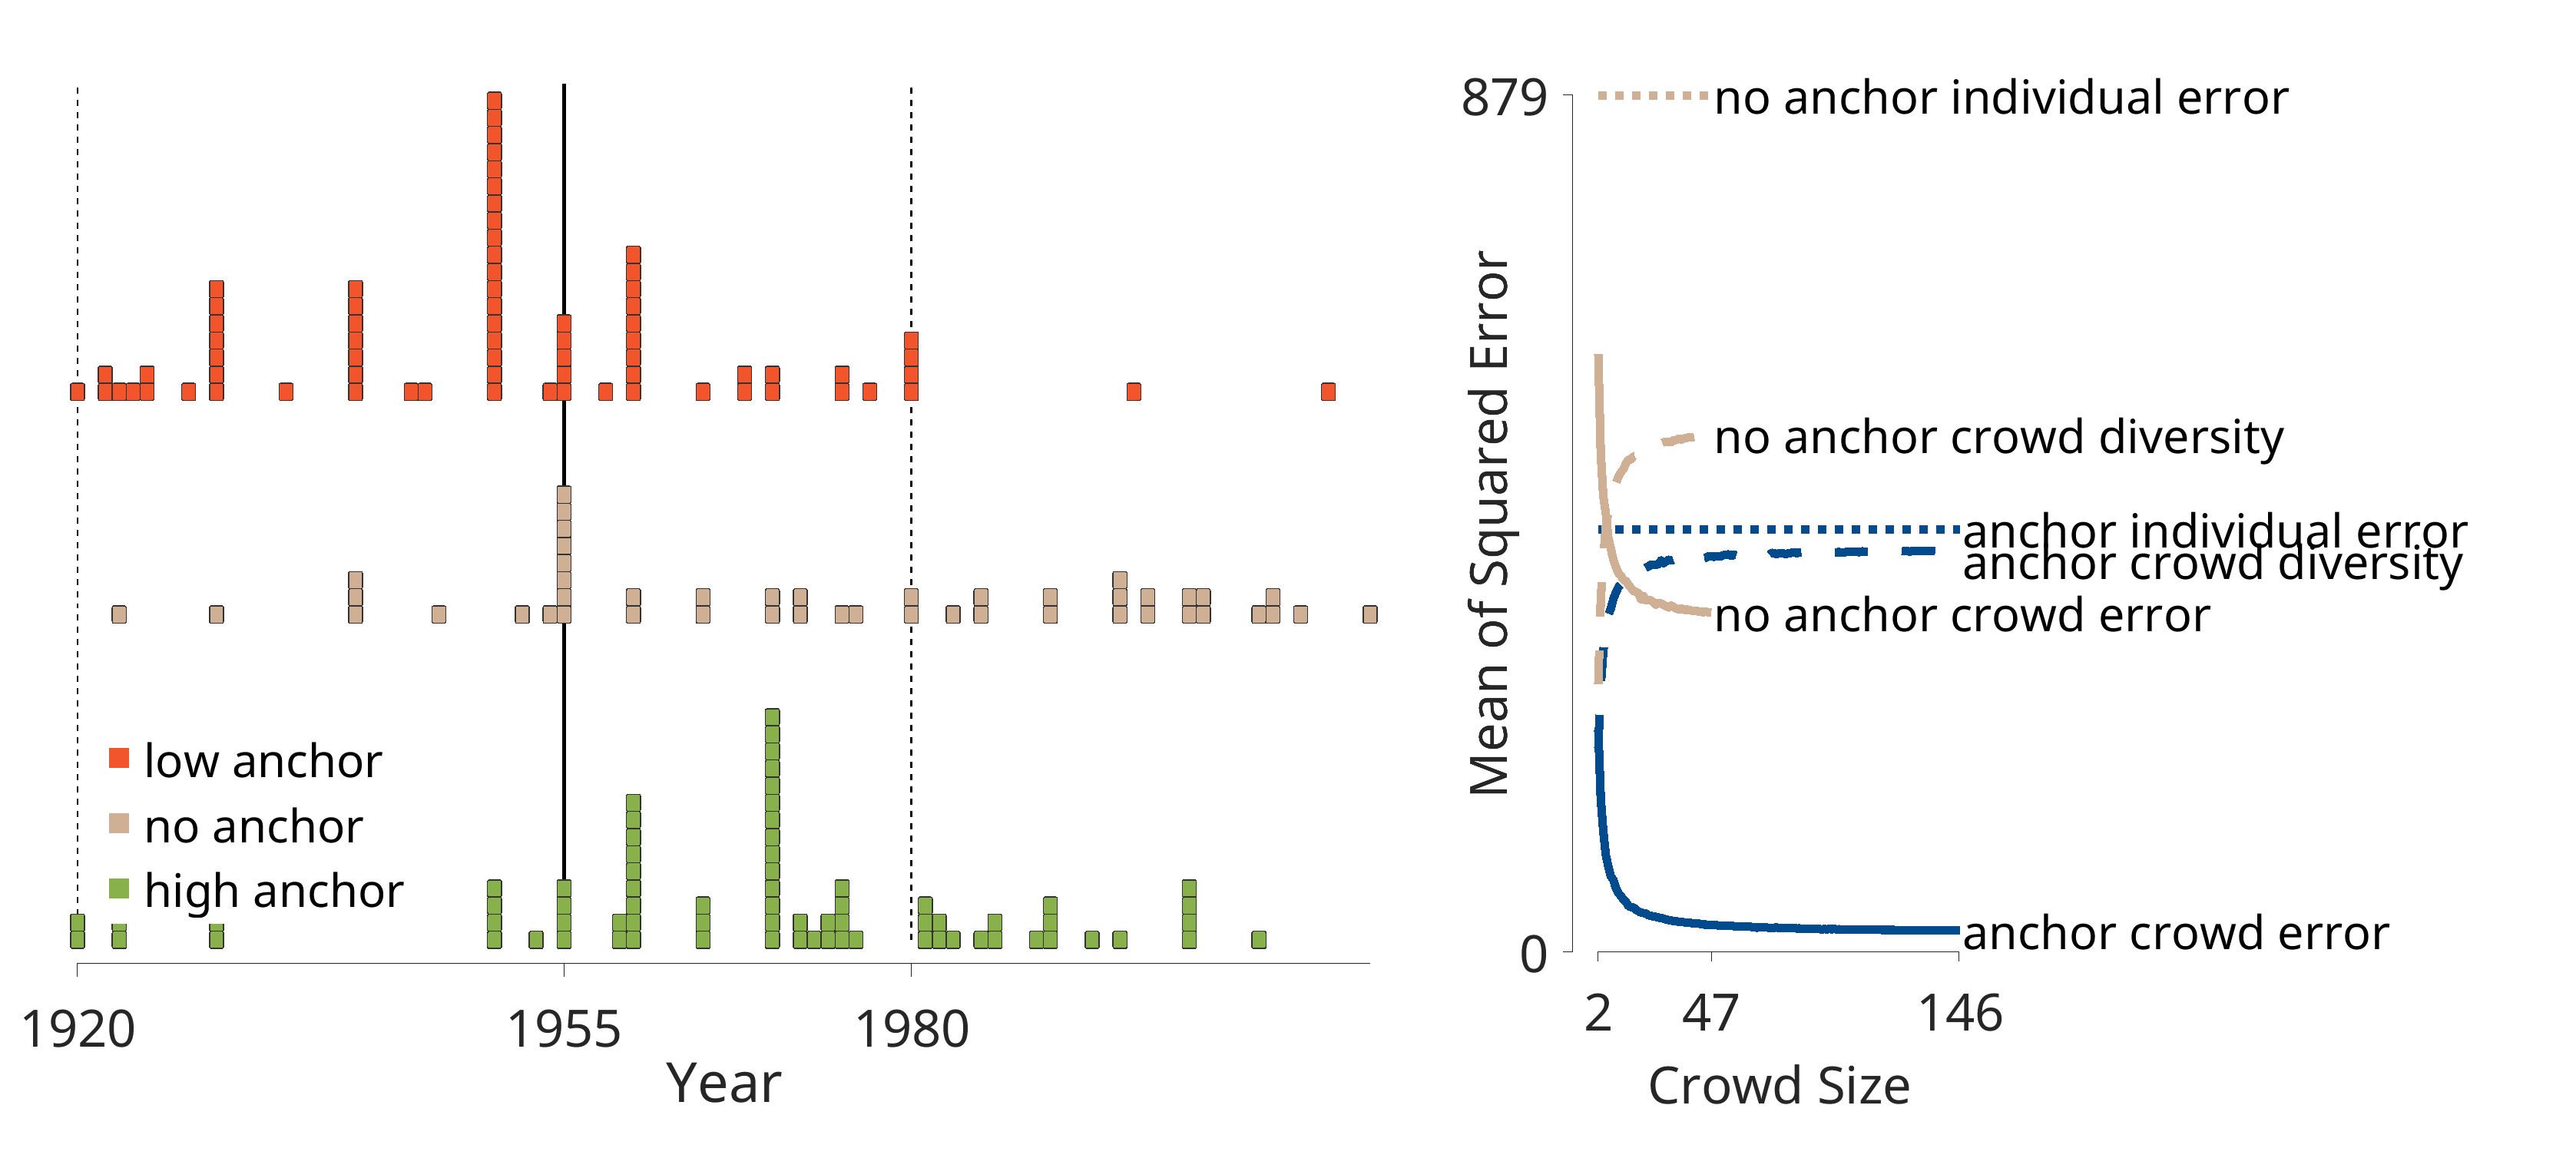 low anchor
no anchor
high anchor
1920
1955
1980
Year
879
0
Mean of Squared Error
no anchor individual error
no anchor crowd diversity
anchor individual error
anchor crowd diversity
no anchor crowd error
anchor crowd error
2
47
146
Crowd Size